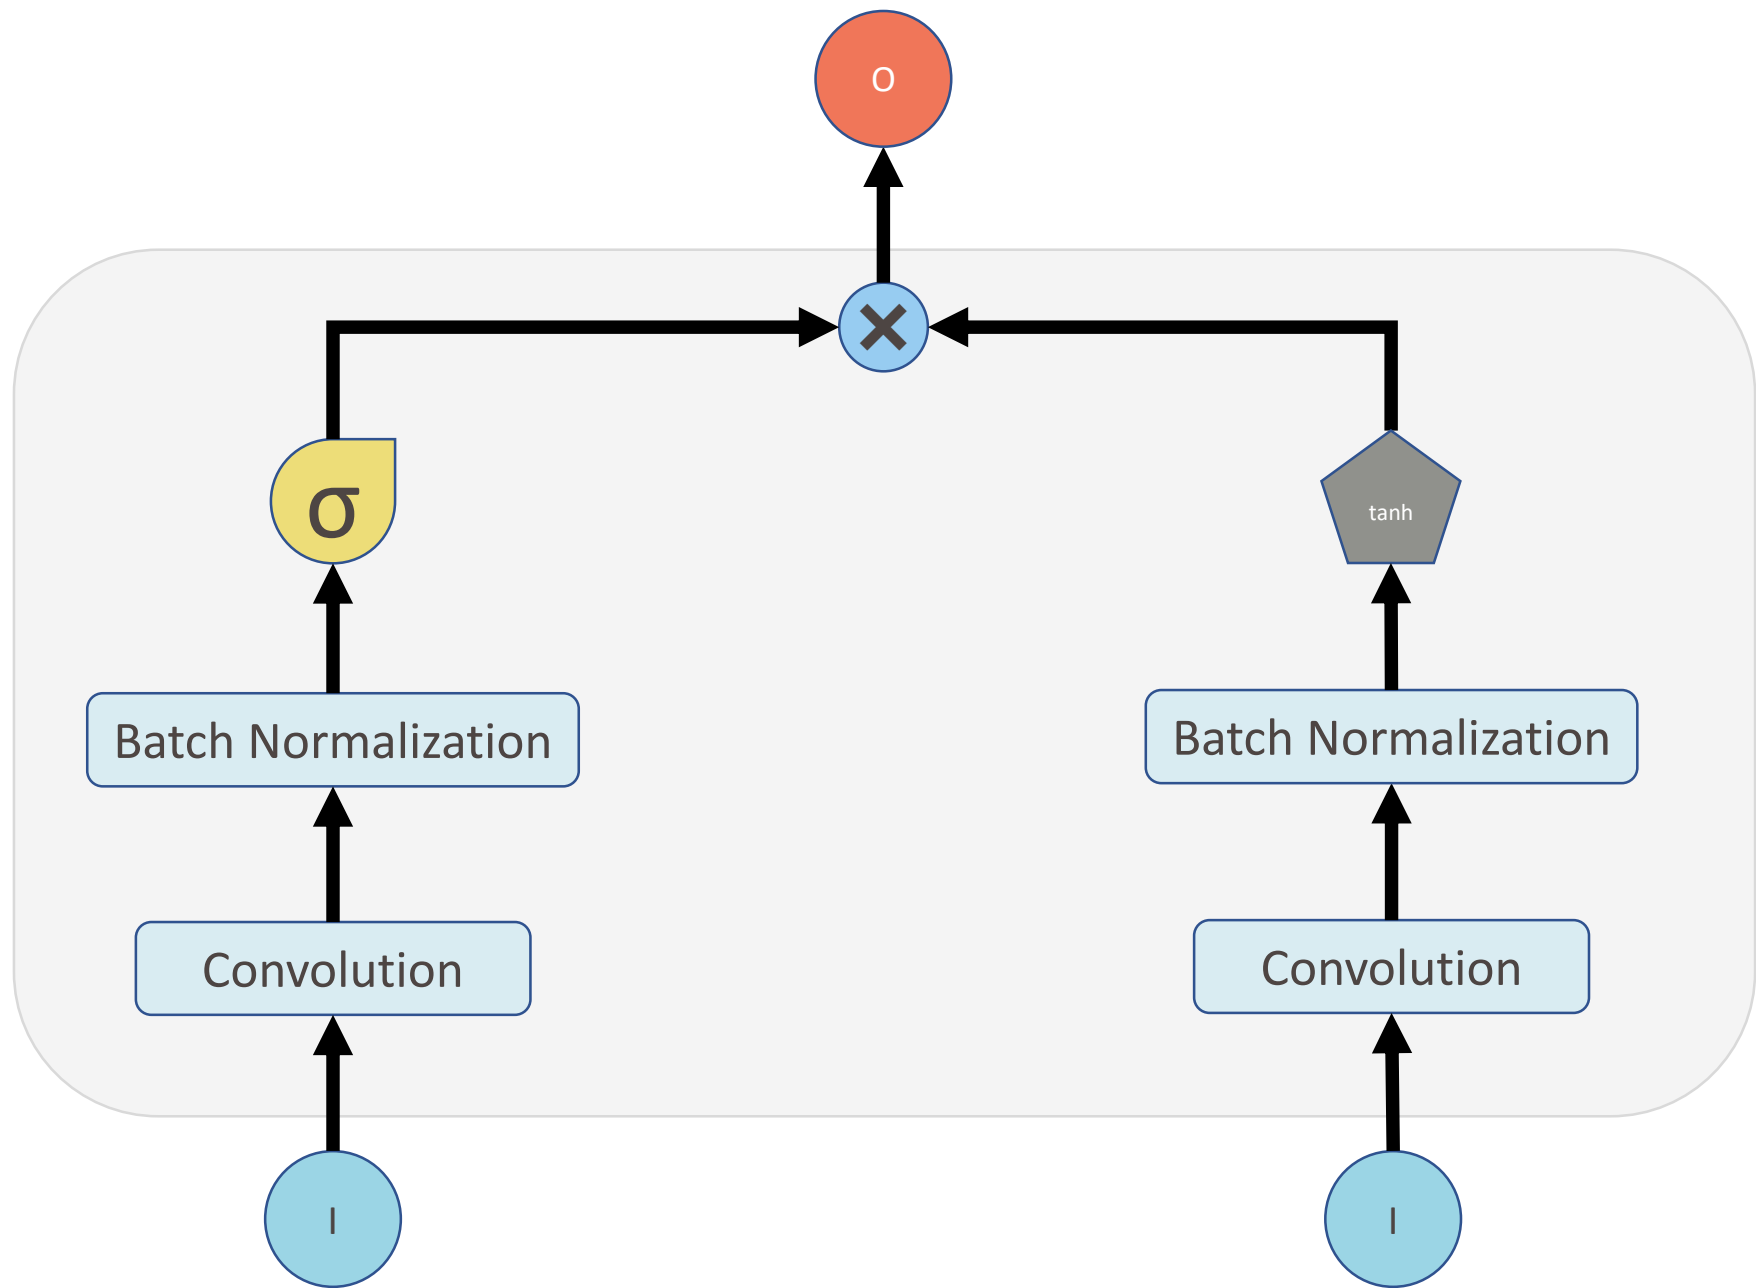 O
×
σ
tanh
Batch Normalization
Batch Normalization
Convolution
Convolution
I
I